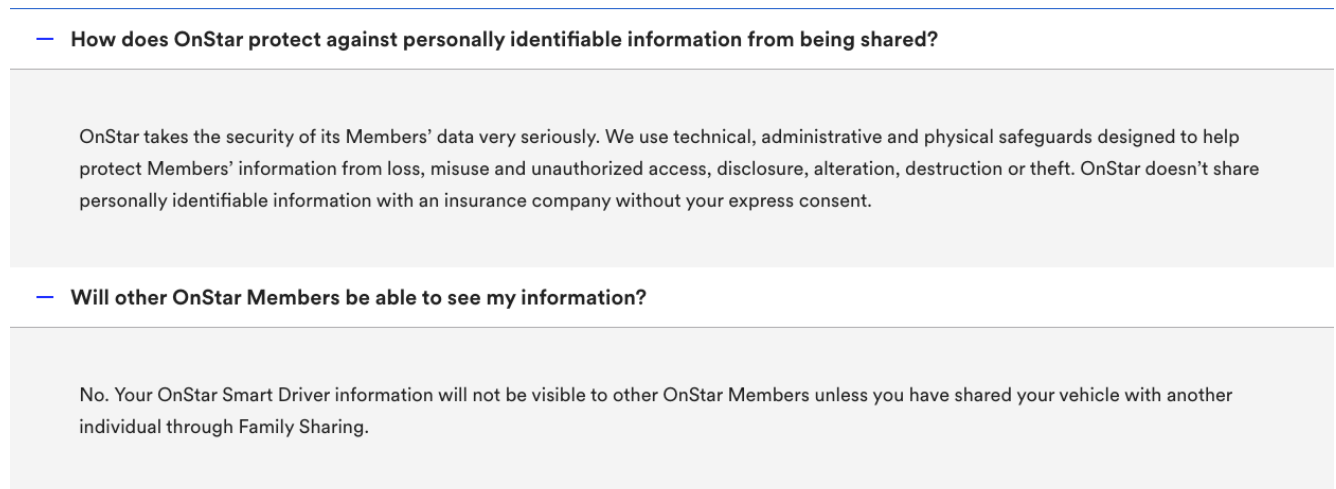 How does OnStar protect against personally identifiable information from being shared?
OnStar takes the security of its Members’ data very seriously. We use technical, administrative and physical safeguards designed to help
protect Members’ information from loss, misuse and unauthorized access, disclosure, alteration, destruction or theft. OnStar doesn’t share
personally identifiable information with an insurance company without your express consent.
Will other OnStar Members be able to see my information?
No. Your OnStar Smart Driver information will not be visible to other OnStar Members unless you have shared your vehicle with another
individual through Family Sharing.